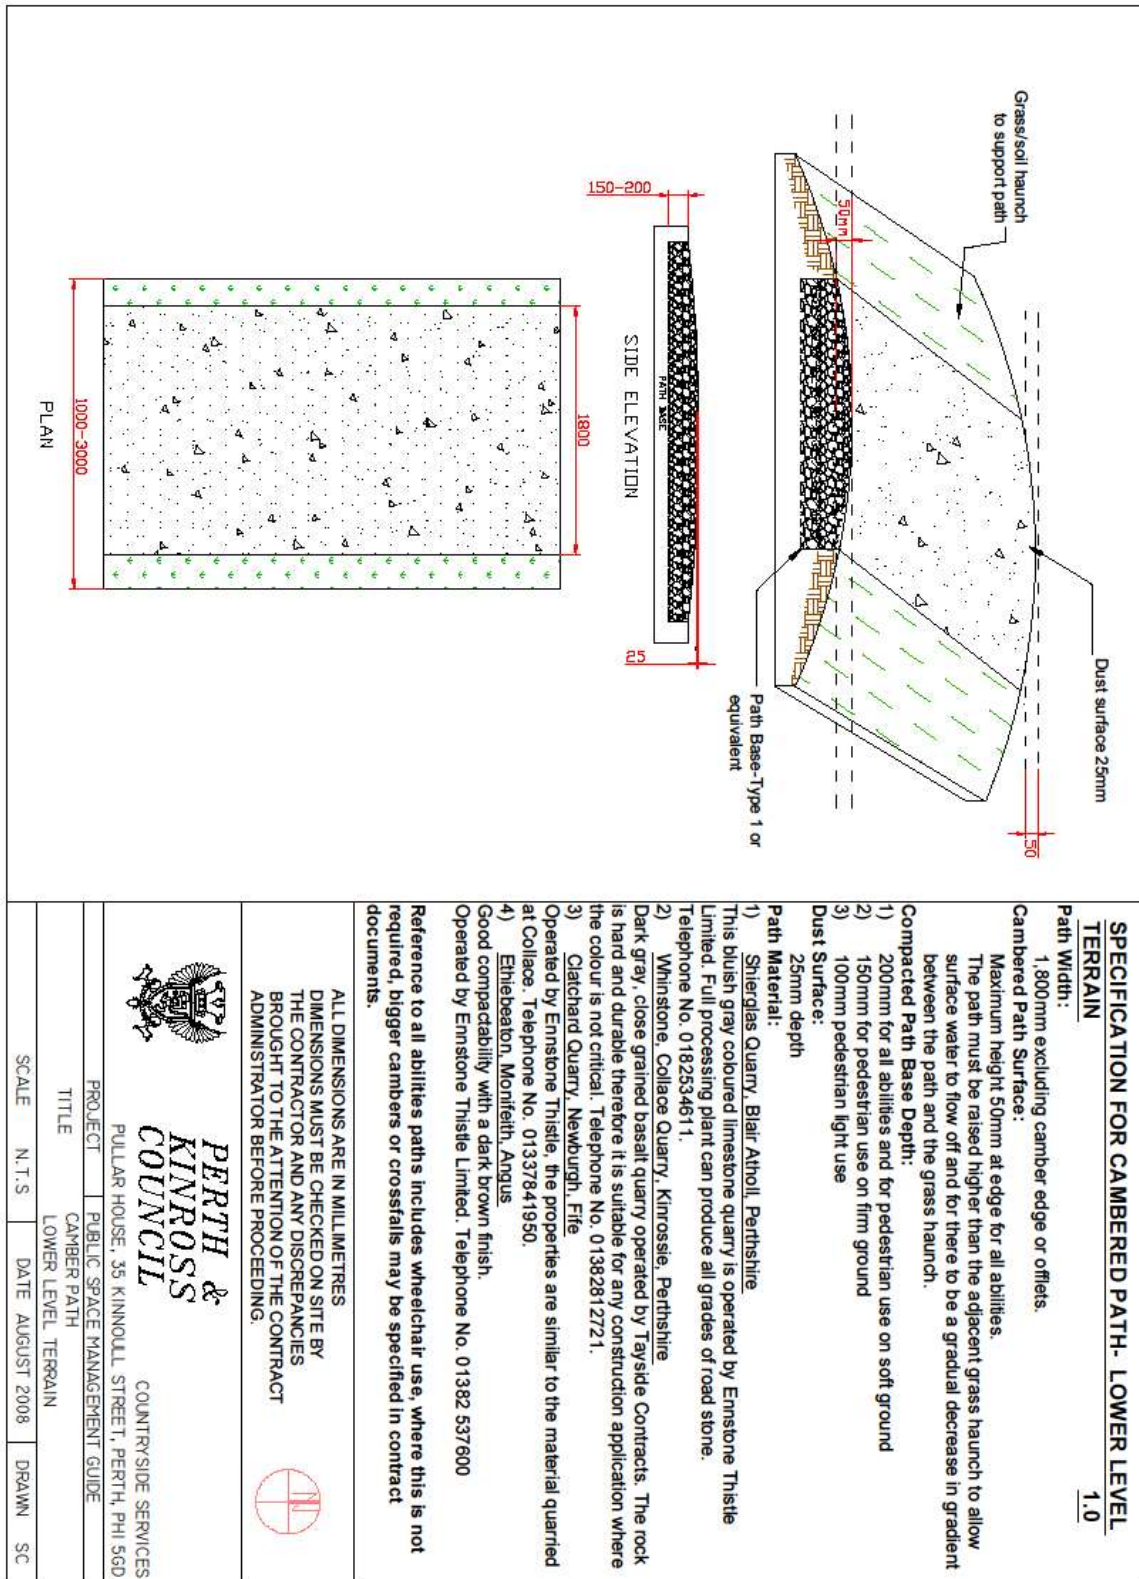 Grass/soil haunch
to support path
Dust surface 25mm
50
50mm
Path Base-Type 1 or
equivalent
150-200
PATH BASE
25
SIDE ELEVATION
1800
1000-3000
PLAN
SPECIFICATION FOR CAMBERED PATH- LOWER LEVEL
TERRAIN 1.0
Path Width:
1,800mm excluding camber edge or offlets.
Cambered Path Surface:
Maximum height 50mm at edge for all abilities.
The path must be raised higher than the adjacent grass haunch to allow
surface water to flow off and for there to be a gradual decrease in gradient
between the path and the grass haunch.
Compacted Path Base Depth:
1) 200mm for all abilities and for pedestrian use on soft ground
2) 150mm for pedestrian use on firm ground
3) 100mm pedestrian light use
Dust Surface:
25mm depth
Path Material:
1) Shierglas Quarry, Blair Atholl, Perthshire
This bluish gray coloured limestone quarry is operated by Ennstone Thistle
Limited. Full processing plant can produce all grades of road stone.
Telephone No. 0182534611.
2) Whinstone, Collace Quarry, Kinrossie, Perthshire
Dark gray, close grained basalt quarry operated by Tayside Contracts. The rock
is hard and durable therefore it is suitable for any construction application where
the colour is not critical. Telephone No. 01382812721.
3) Clatchard Quarry, Newburgh, Fife
Operated by Ennstone Thistle, the properties are similar to the material quarried
at Collace. Telephone No. 01337841950.
4) Ethiebeaton, Monifeith, Angus
Good compactability with a dark brown finish.
Operated by Ennstone Thistle Limited. Telephone No. 01382 537600
Reference to all abilities paths includes wheelchair use, where this is not
required, bigger cambers or crossfalls may be specified in contract
documents.
ALL DIMENSIONS ARE IN MILLIMETRES
DIMENSIONS MUST BE CHECKED ON SITE BY
THE CONTRACTOR AND ANY DISCREPANCIES
BROUGHT TO THE ATTENTION OF THE CONTRACT
ADMINISTRATOR BEFORE PROCEEDING.
N
PERTH &
KINROSS
COUNCIL
COUNTRYSIDE SERVICES
PULLAR HOUSE, 35 KINNOULL STREET, PERTH, PH1 5GD
PROJECT PUBLIC SPACE MANAGEMENT GUIDE
TITLE CAMBER PATH
LOWER LEVEL TERRAIN
SCALE N.T.S DATE AUGUST 2008 DRAWN SC